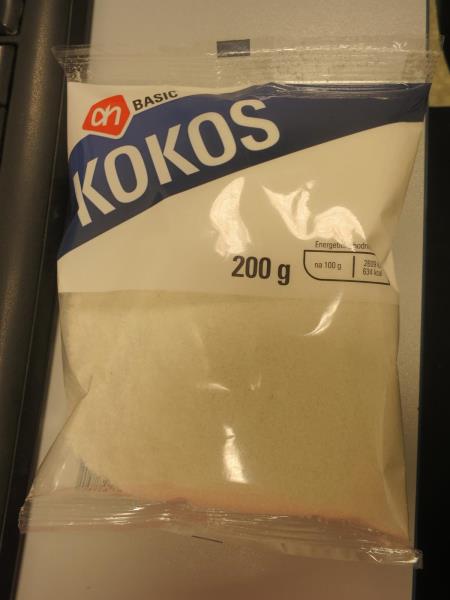 ah BASIC
KOKOS
200 g
na 100 g
634 kcal